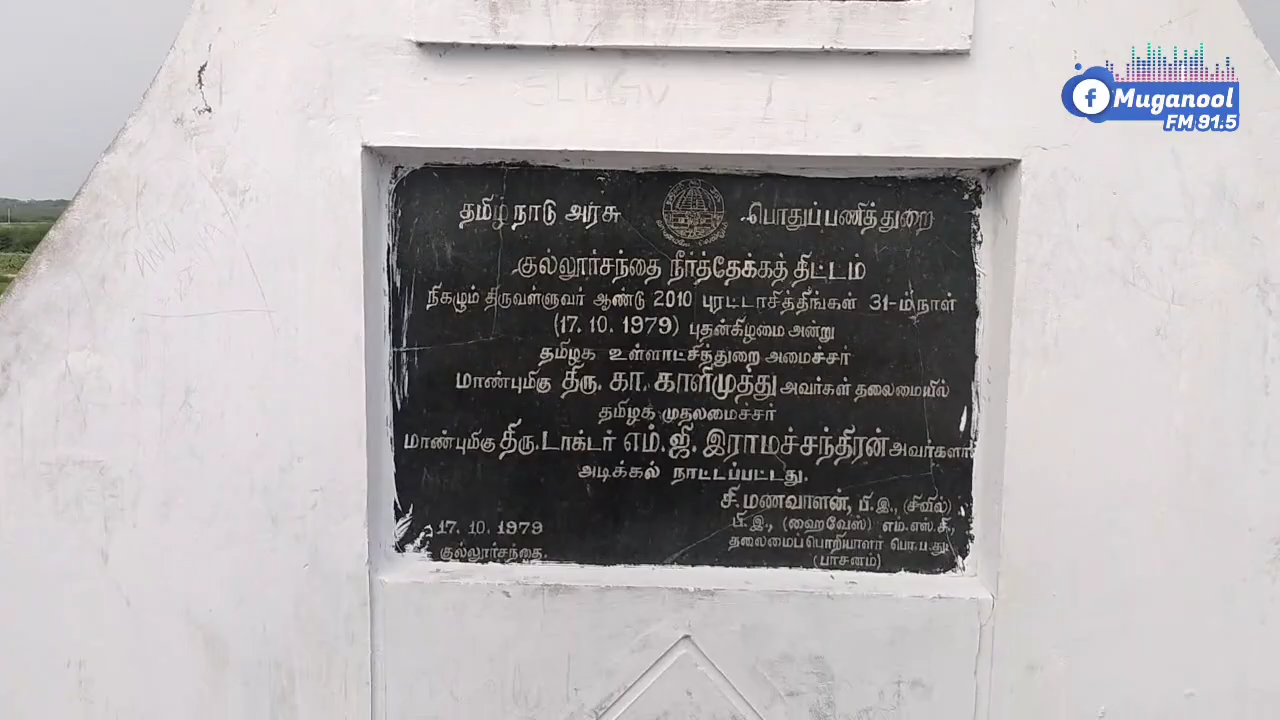 Muganool
FM 91.5
தமிழ் நாடு அரசு பொதுப்பணித்துறை
குல்லூர்சந்தை நீர்த்தேக்கத் திட்டம்
நிகழும் திருவள்ளுவர் ஆண்டு 2010 புரட்டாசித்திங்கள் 31-ம்நாள்
(17. 10. 1979) புதன்கிழமை அன்று
தமிழக உள்ளாட்சித்துறை அமைச்சர்
மாண்புமிகு திரு. கா. காளிமுத்து அவர்கள் தலைமையில்
தமிழக முதலமைச்சர்
மாண்புமிகு திரு. டாக்டர் எம்.ஜி. இராமச்சந்திரன் அவர்களா
அடிக்கல் நாட்டப்பட்டது.
சி. மணவாளன், பி.இ., (சிவில்)
17. 10. 1979 பி.இ., (ஹைவேஸ்) எம்.எஸ்.சி.,
குல்லூர்சந்தை. தலைமைப்பொறியாளர் பொ.ப.து.
(பாசனம்)